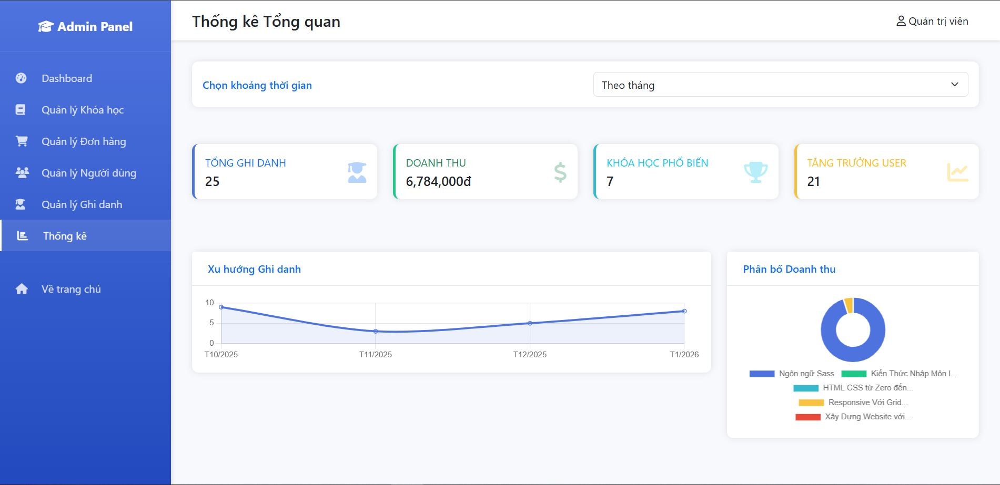 Admin Panel
Dashboard
Quản lý Khóa học
Quản lý Đơn hàng
Quản lý Người dùng
Quản lý Ghi danh
Thống kê
Về trang chủ
Thống kê Tổng quan
Quản trị viên
Chọn khoảng thời gian
Theo tháng
TỔNG GHI DANH
25
DOANH THU
6,784,000đ
KHÓA HỌC PHỔ BIẾN
7
TĂNG TRƯỞNG USER
21
Xu hướng Ghi danh
10
5
0
T10/2025 T11/2025 T12/2025 T1/2026
Phân bố Doanh thu
Ngôn ngữ Sass Kiến Thức Nhập Môn I...
HTML CSS từ Zero đến...
Responsive Với Grid...
Xây Dựng Website với...